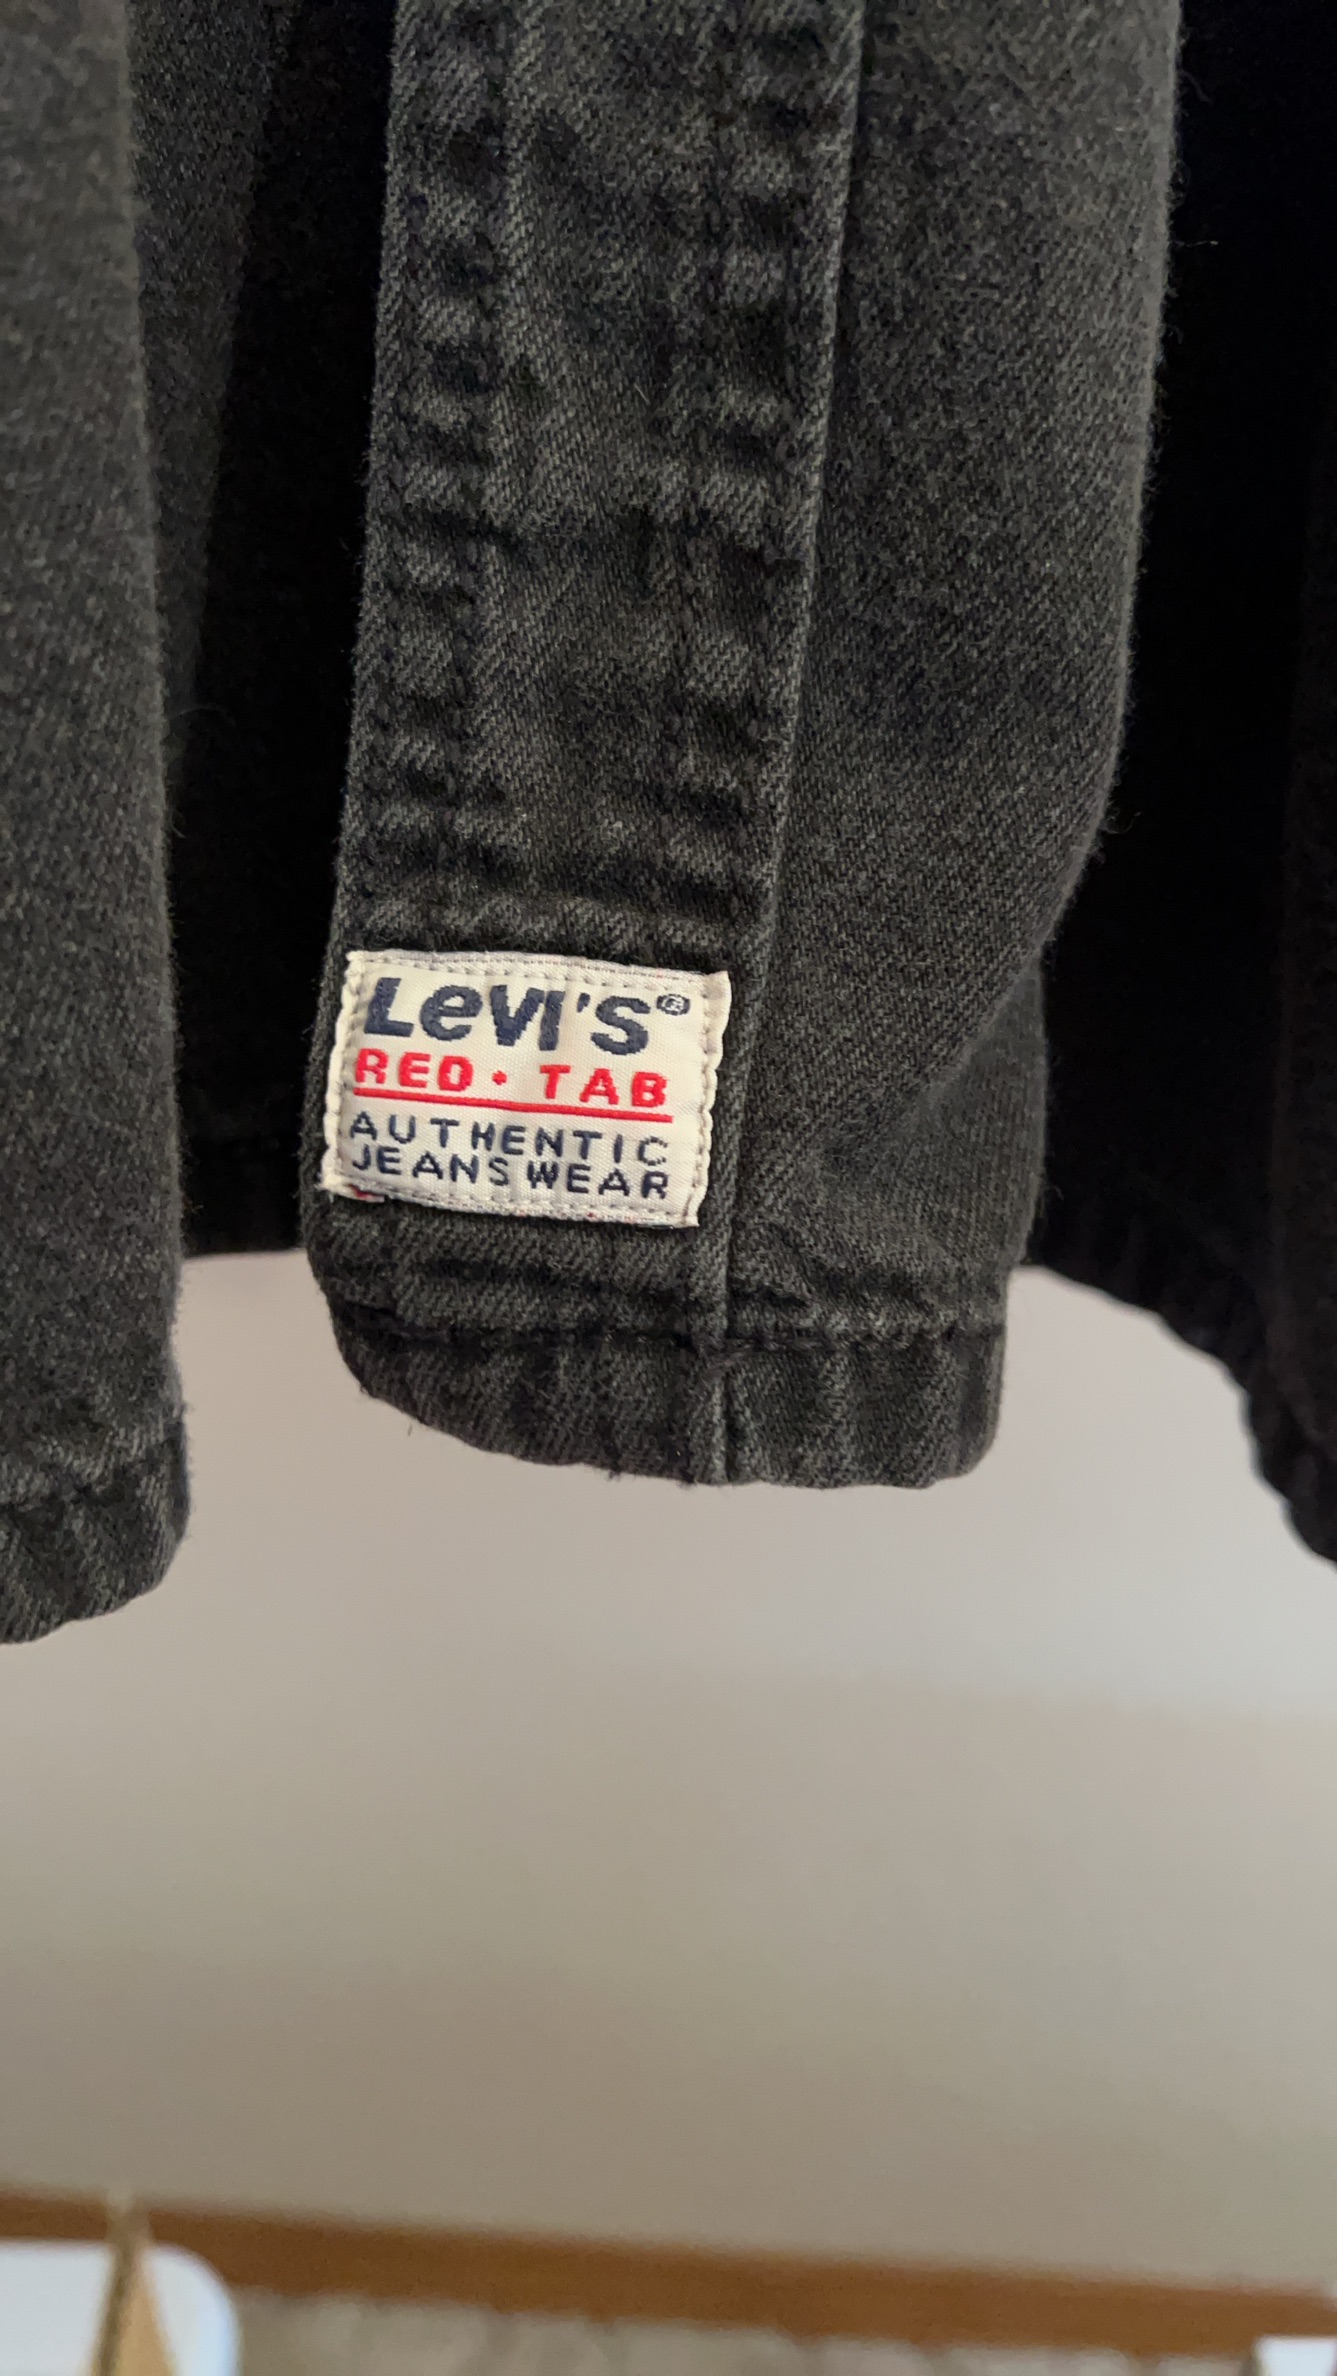 LeVI'S®
RED • TAB
AUTHENTIC
JEANSWEAR